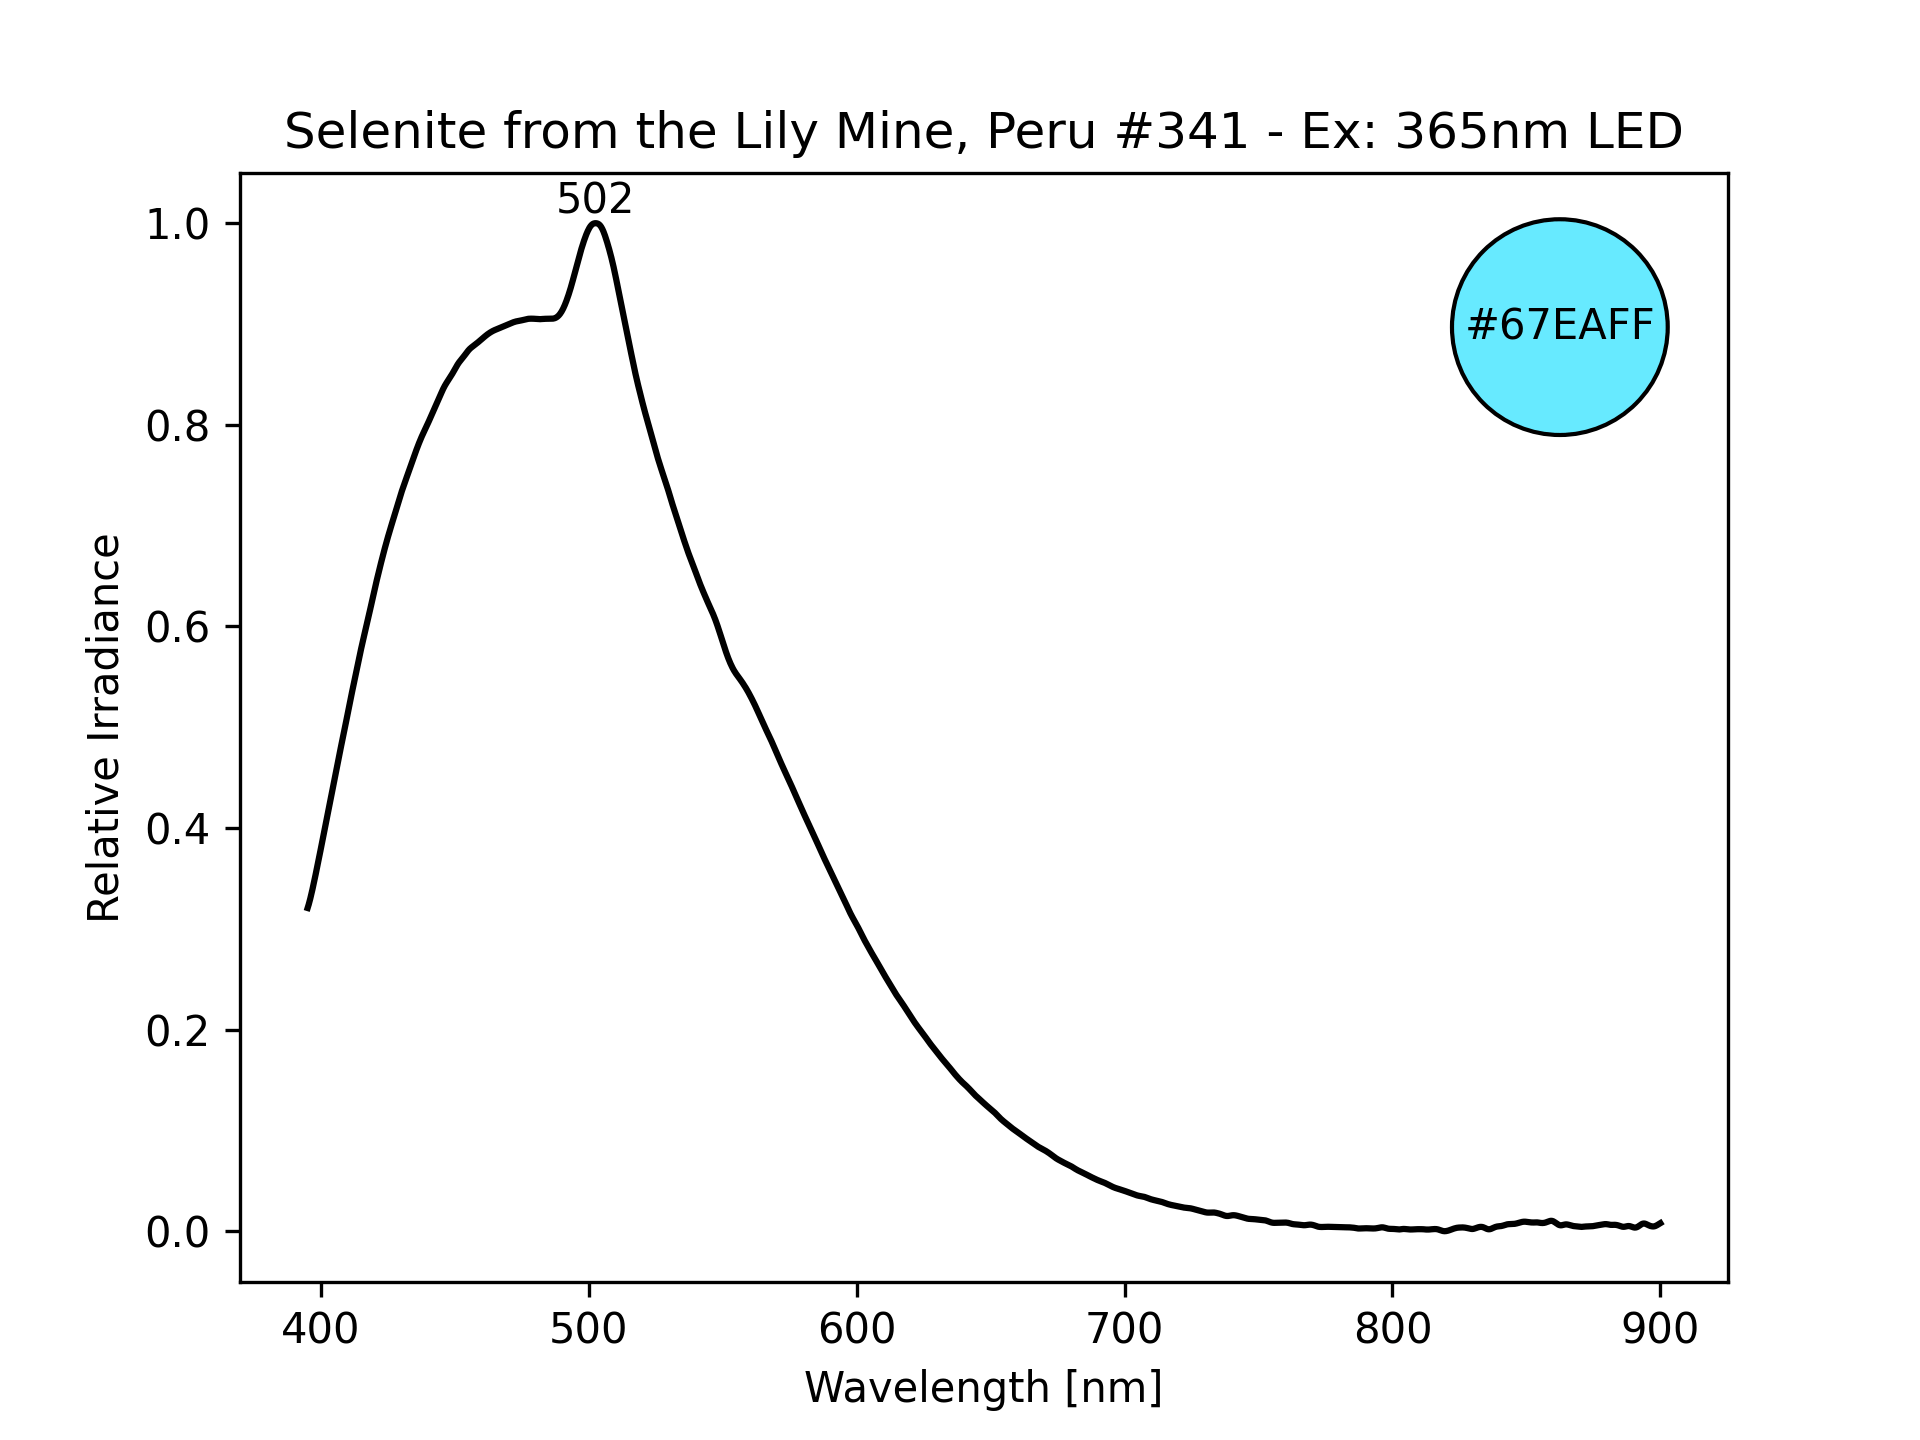 Selenite from the Lily Mine, Peru #341 - Ex: 365nm LED
502
#67EAFF
1.0
0.8
0.6
0.4
0.2
0.0
Relative Irradiance
400 500 600 700 800 900
Wavelength [nm]